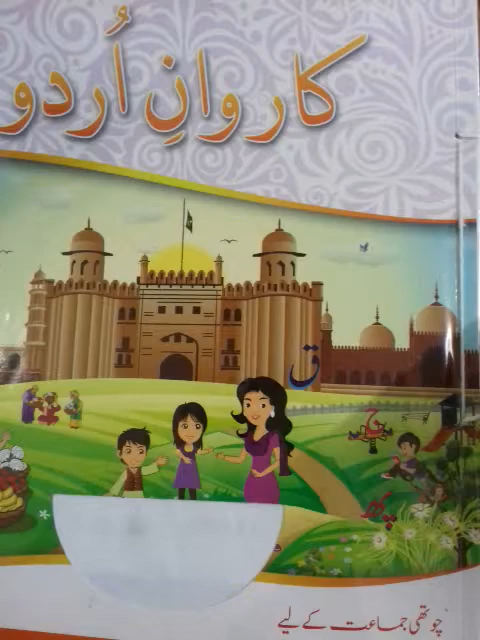 کاروانِ اُردو
ق
ج
چوتھی جماعت کے لیے